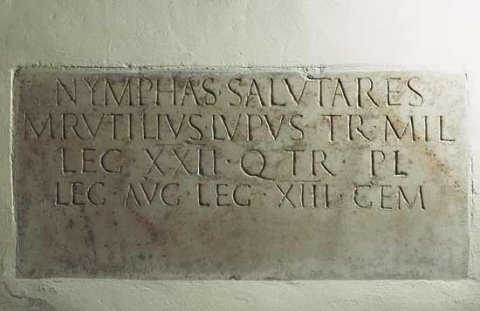 NYMPHAS·SALVTARES
M·RVTILIVS·LVPVS·TR·MIL
LEG·XXII·Q·TR·PL
LEG·AVG·LEG·XIII·GEM